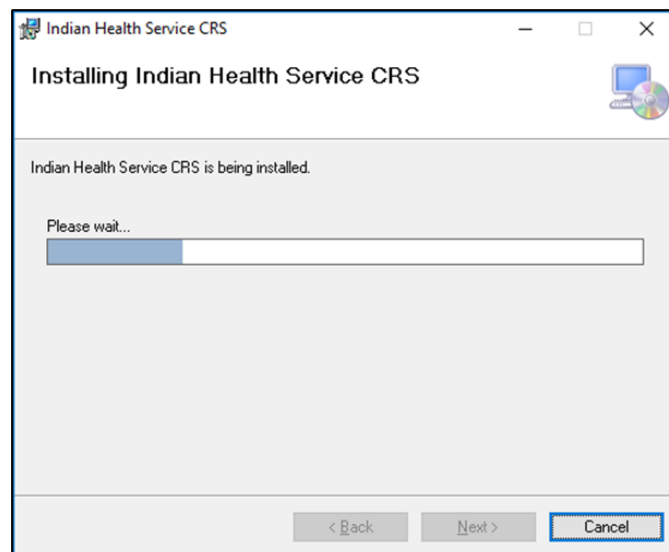 Indian Health Service CRS
Installing Indian Health Service CRS
Indian Health Service CRS is being installed.
Please wait...
< Back
Next >
Cancel